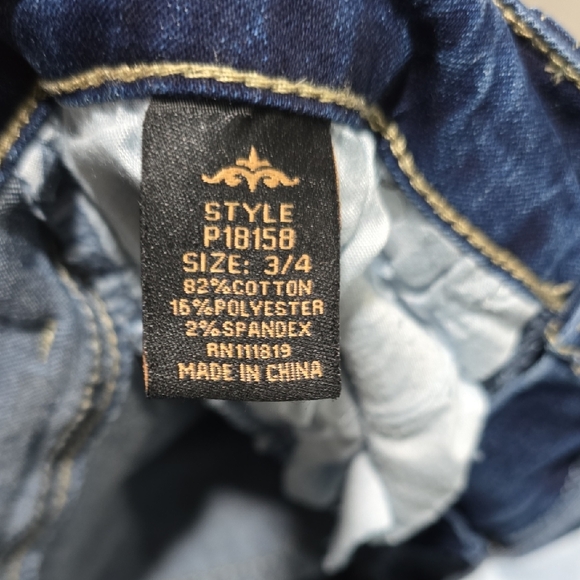 STYLE
P18158
SIZE: 3/4
82%COTTON
16%POLYESTER
2%SPANDEX
RN111819
MADE IN CHINA